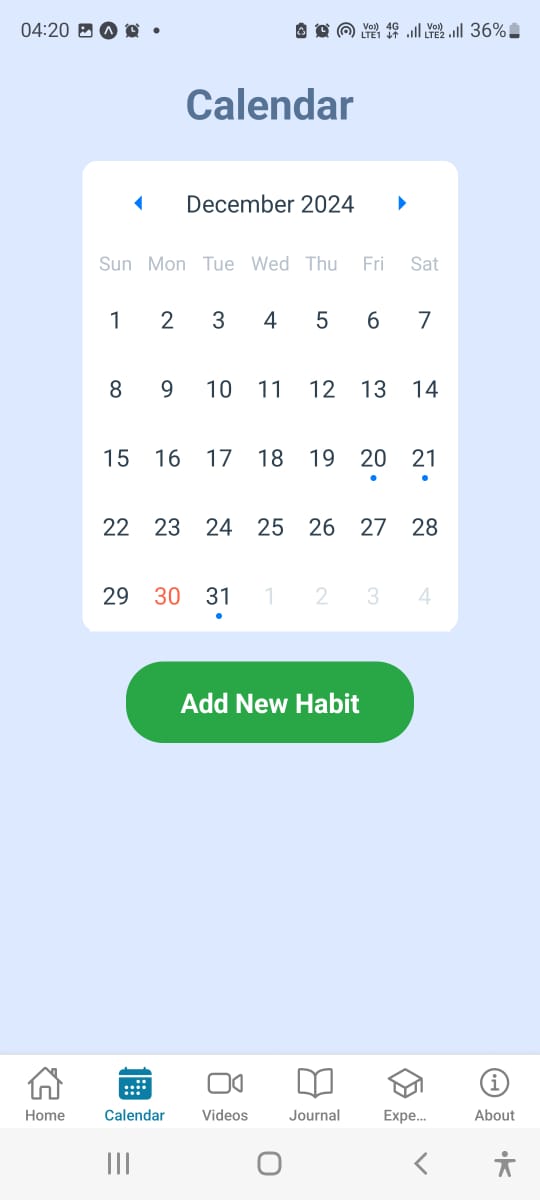 04:20 36%
Vo)) LTE1 4G Vo)) LTE2
Calendar
December 2024
Sun Mon Tue Wed Thu Fri Sat
1 2 3 4 5 6 7
8 9 10 11 12 13 14
15 16 17 18 19 20 21
22 23 24 25 26 27 28
29 30 31 1 2 3 4
Add New Habit
Home Calendar Videos Journal Expe... About